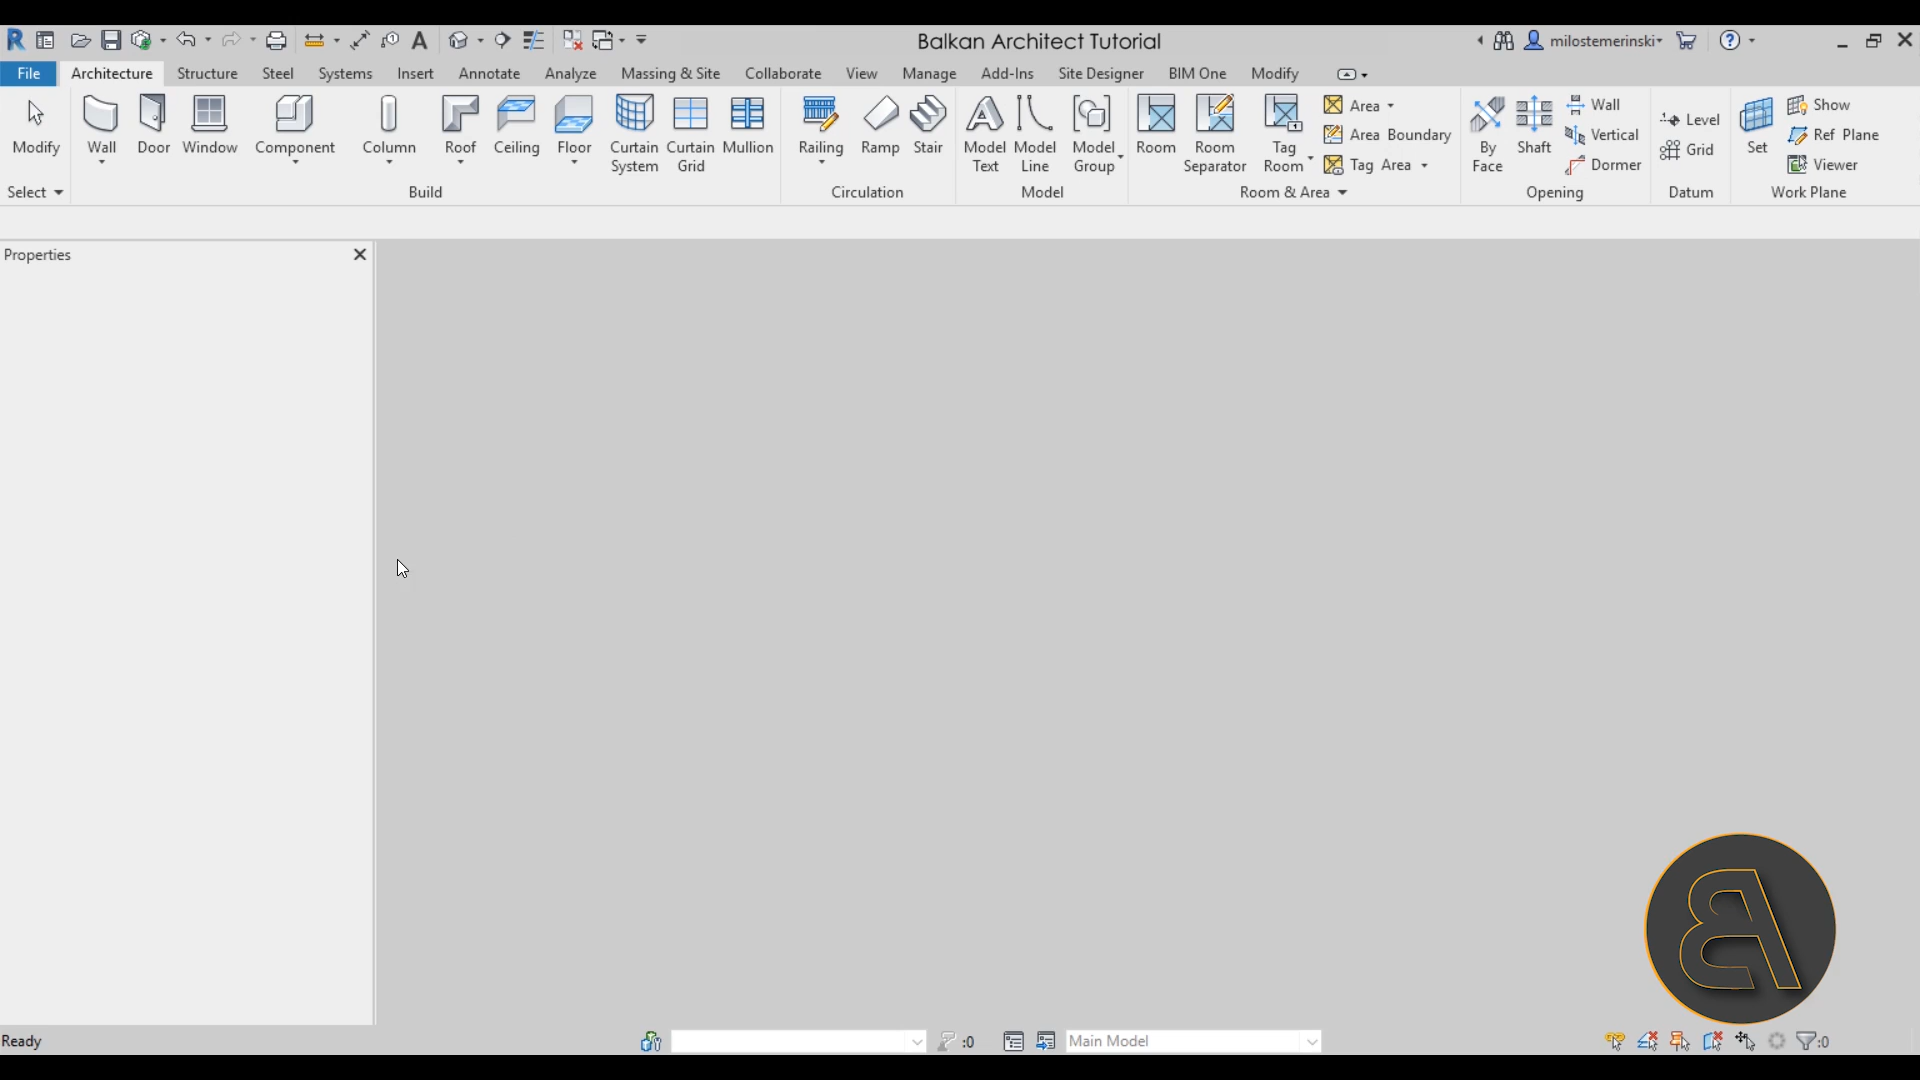 Balkan Architect Tutorial
milostemerinski
File Architecture Structure Steel Systems Insert Annotate Analyze Massing & Site Collaborate View Manage Add-Ins Site Designer BIM One Modify
Modify
Select
Wall
Door
Window
Component
Column
Roof
Ceiling
Floor
Curtain
System
Curtain
Grid
Mullion
Build
Railing
Ramp
Stair
Circulation
Model
Text
Model
Line
Model
Group
Model
Room
Room
Separator
Tag
Room
Area
Area Boundary
Tag Area
Room & Area
By
Face
Shaft
Wall
Vertical
Dormer
Opening
Level
Grid
Datum
Set
Show
Ref Plane
Viewer
Work Plane
Properties
Ready
:0
Main Model
:0